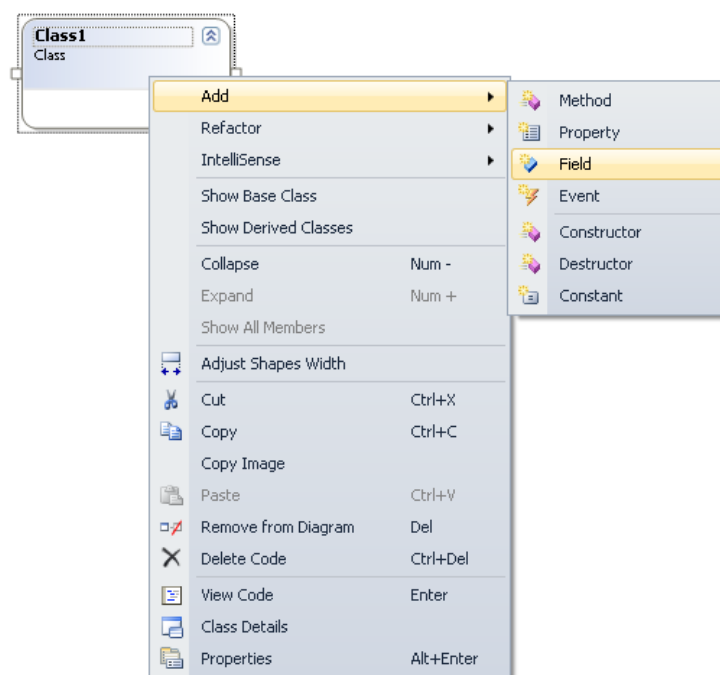 Class1
Class
Add
Refactor
IntelliSense
Show Base Class
Show Derived Classes
Collapse Num -
Expand Num +
Show All Members
Adjust Shapes Width
Cut Ctrl+X
Copy Ctrl+C
Copy Image
Paste Ctrl+V
Remove from Diagram Del
Delete Code Ctrl+Del
View Code Enter
Class Details
Properties Alt+Enter
Method
Property
Field
Event
Constructor
Destructor
Constant